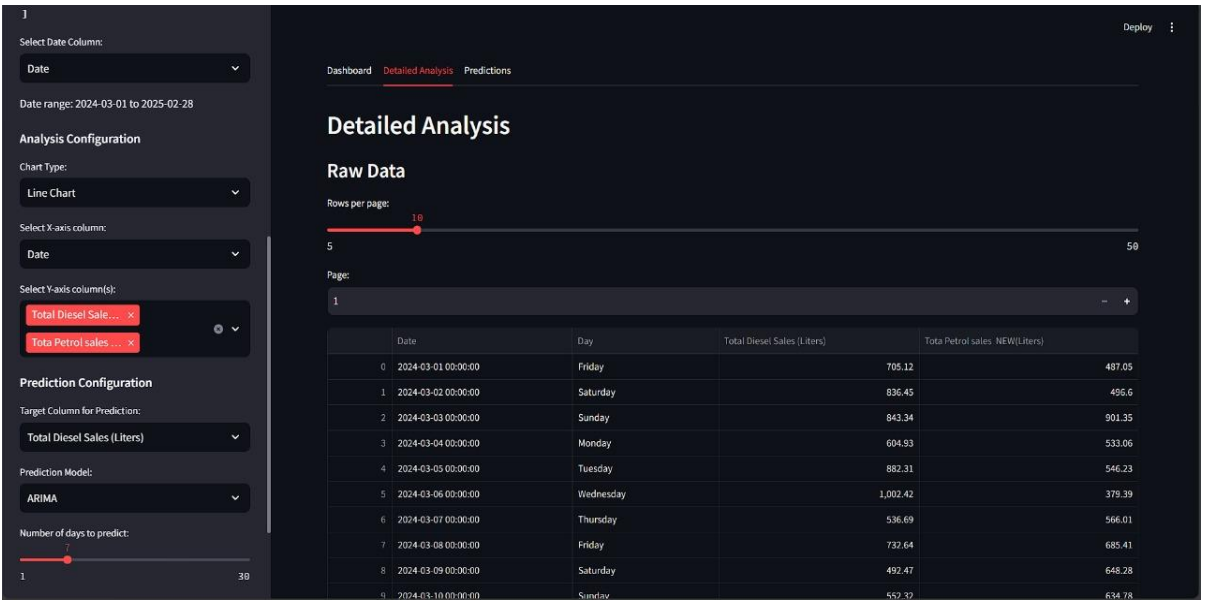 ]
Select Date Column:
Date
Date range: 2024-03-01 to 2025-02-28
Analysis Configuration
Chart Type:
Line Chart
Select X-axis column:
Date
Select Y-axis column(s):
Total Diesel Sale... ×
Tota Petrol sales ... ×
Prediction Configuration
Target Column for Prediction:
Total Diesel Sales (Liters)
Prediction Model:
ARIMA
Number of days to predict:
7
1 30
Deploy
Dashboard Detailed Analysis Predictions
Detailed Analysis
Raw Data
Rows per page:
10
5 50
Page:
1 − +
Date Day Total Diesel Sales (Liters) Tota Petrol sales NEW(Liters)
0 2024-03-01 00:00:00 Friday 705.12 487.05
1 2024-03-02 00:00:00 Saturday 836.45 496.6
2 2024-03-03 00:00:00 Sunday 843.34 901.35
3 2024-03-04 00:00:00 Monday 604.93 533.06
4 2024-03-05 00:00:00 Tuesday 882.31 546.23
5 2024-03-06 00:00:00 Wednesday 1,002.42 379.39
6 2024-03-07 00:00:00 Thursday 536.69 566.01
7 2024-03-08 00:00:00 Friday 732.64 685.41
8 2024-03-09 00:00:00 Saturday 492.47 648.28
9 2024-03-10 00:00:00 Sunday 552.32 634.78